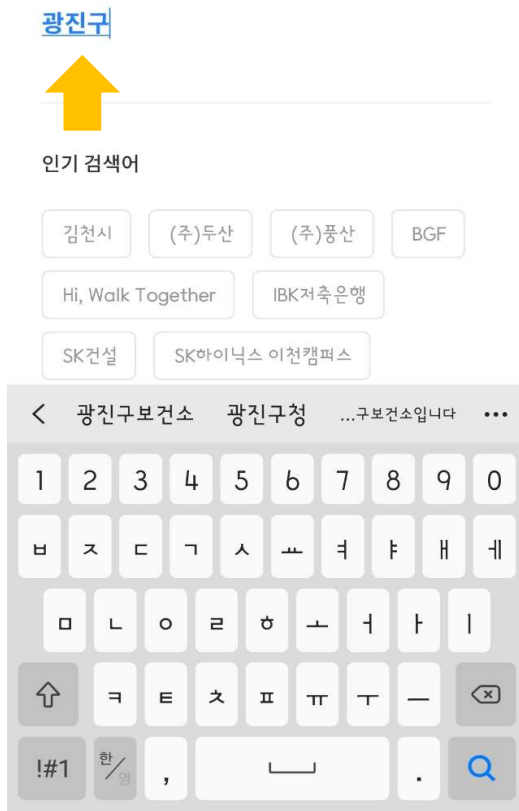 광진구
인기 검색어
김천시 (주)두산 (주)풍산 BGF
Hi, Walk Together IBK저축은행
SK건설 SK하이닉스 이천캠퍼스
광진구보건소 광진구청 ...구보건소입니다
1 2 3 4 5 6 7 8 9 0
ㅂ ㅈ ㄷ ㄱ ㅅ ㅛ ㅕ ㅑ ㅐ ㅔ
ㅁ ㄴ ㅇ ㄹ ㅎ ㅗ ㅓ ㅏ ㅣ
ㅋ ㅌ ㅊ ㅍ ㅠ ㅜ ㅡ
!#1 한/영 , .